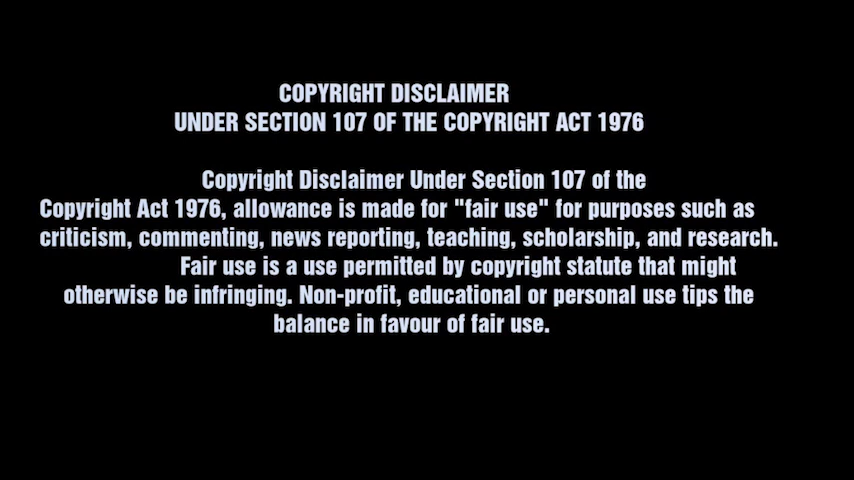 COPYRIGHT DISCLAIMER
UNDER SECTION 107 OF THE COPYRIGHT ACT 1976
Copyright Disclaimer Under Section 107 of the
Copyright Act 1976, allowance is made for "fair use" for purposes such as
criticism, commenting, news reporting, teaching, scholarship, and research.
Fair use is a use permitted by copyright statute that might
otherwise be infringing. Non-profit, educational or personal use tips the
balance in favour of fair use.